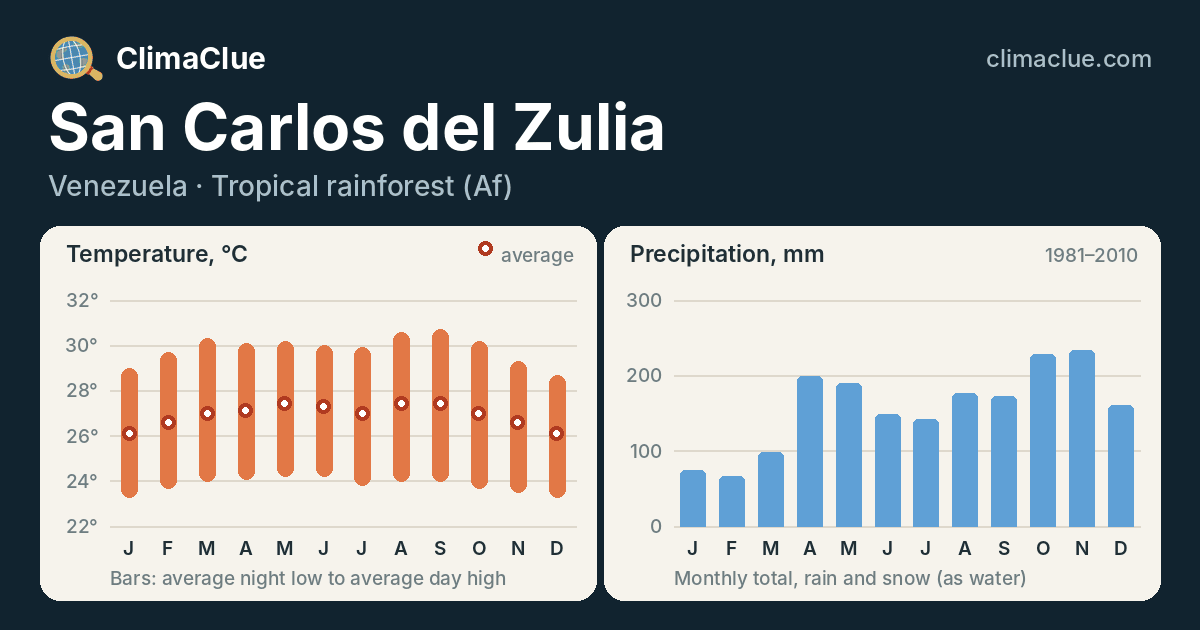 ClimaClue
climaclue.com
San Carlos del Zulia
Venezuela · Tropical rainforest (Af)
Temperature, °C
average
32°
30°
28°
26°
24°
22°
J F M A M J J A S O N D
Bars: average night low to average day high
Precipitation, mm
1981–2010
300
200
100
0
J F M A M J J A S O N D
Monthly total, rain and snow (as water)